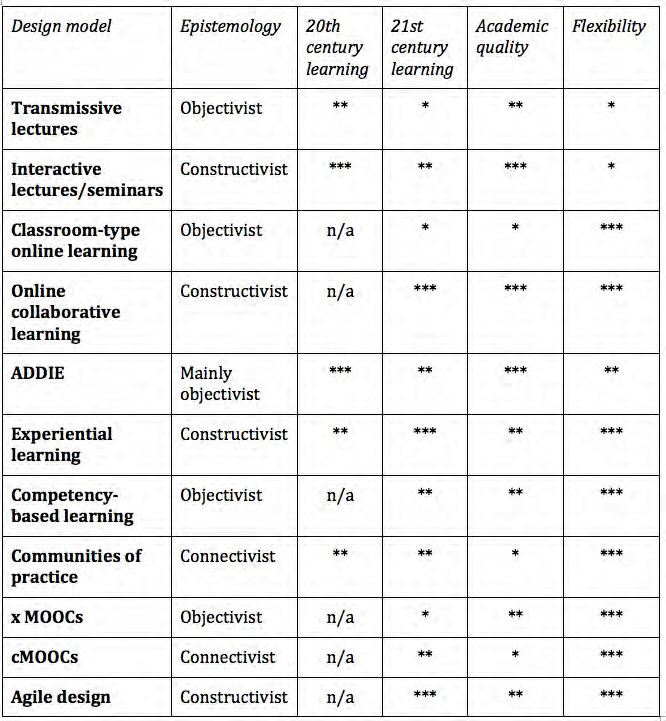 Design model Epistemology 20th century learning 21st century learning Academic quality Flexibility
Transmissive lectures Objectivist ** * ** *
Interactive lectures/seminars Constructivist *** ** *** *
Classroom-type online learning Objectivist n/a * * ***
Online collaborative learning Constructivist n/a *** *** ***
ADDIE Mainly objectivist *** ** *** **
Experiential learning Constructivist ** *** ** ***
Competency-based learning Objectivist n/a ** ** ***
Communities of practice Connectivist ** ** * ***
x MOOCs Objectivist n/a * ** ***
cMOOCs Connectivist n/a ** * ***
Agile design Constructivist n/a *** ** ***